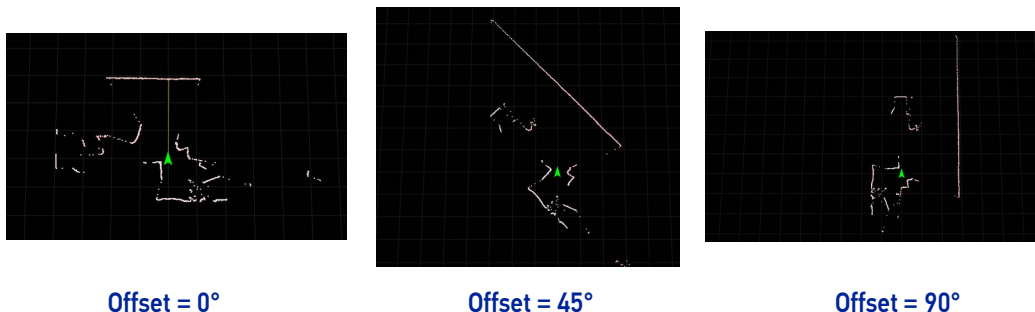 Offset = 0°
Offset = 45°
Offset = 90°